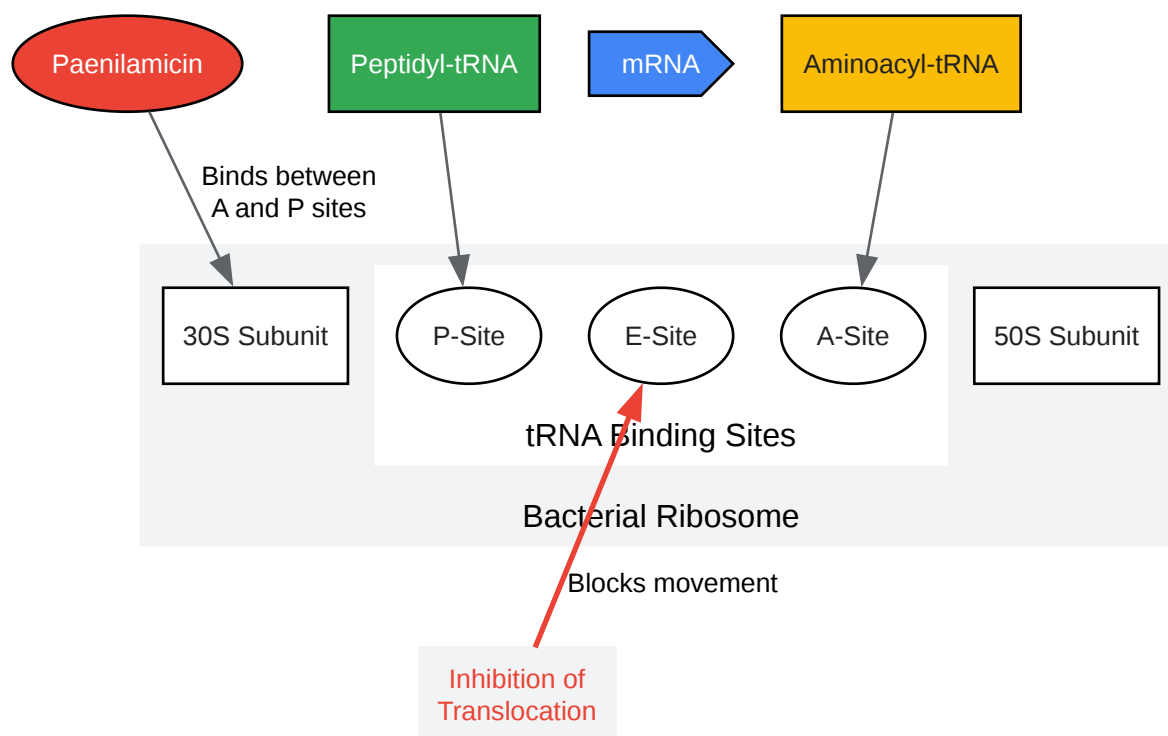 Paenilamicin
Peptidyl-tRNA
mRNA
Aminoacyl-tRNA
Binds between
A and P sites
30S Subunit
P-Site
E-Site
A-Site
50S Subunit
tRNA Binding Sites
Bacterial Ribosome
Blocks movement
Inhibition of
Translocation